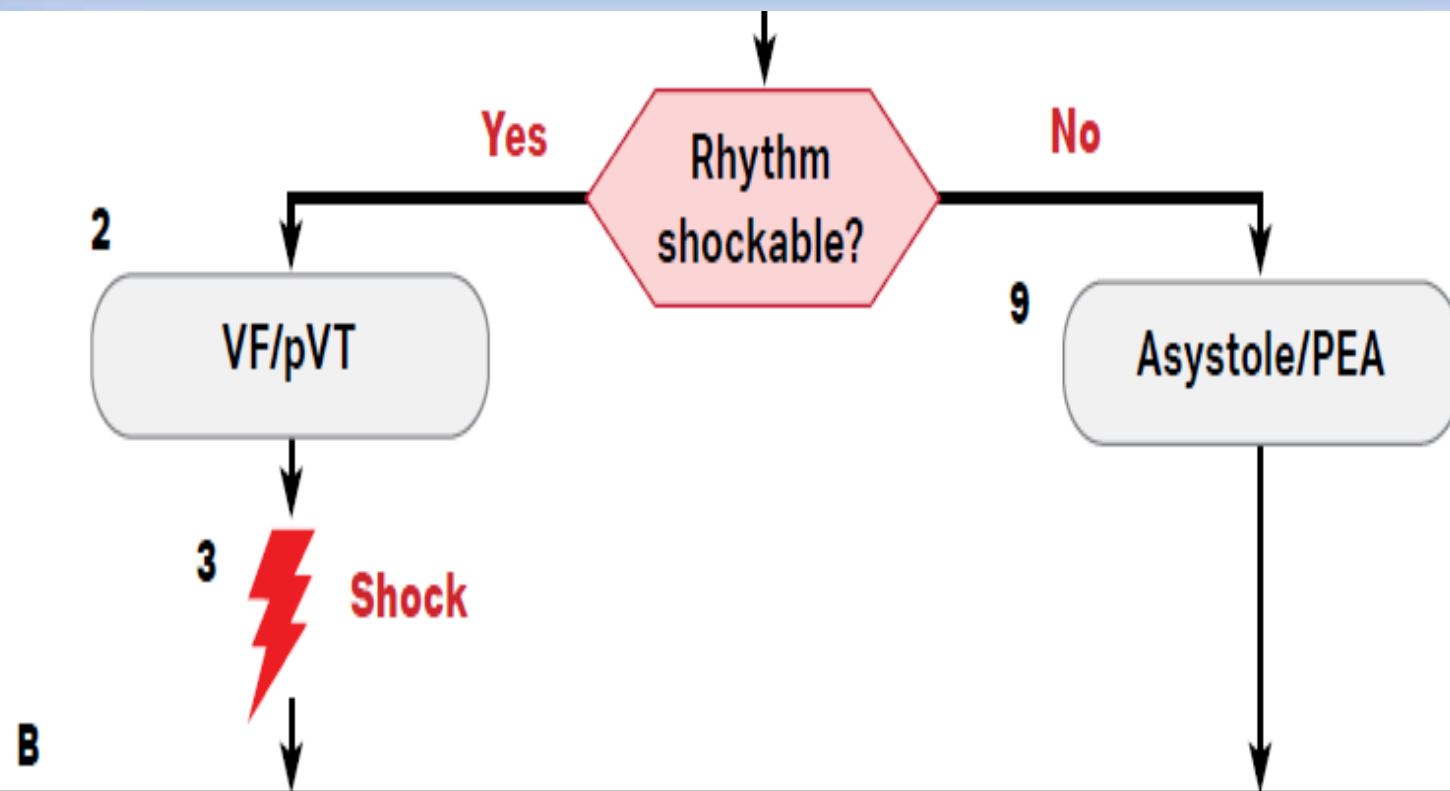 Yes
Rhythm
shockable?
No
2
VF/pVT
9
Asystole/PEA
3
Shock
B